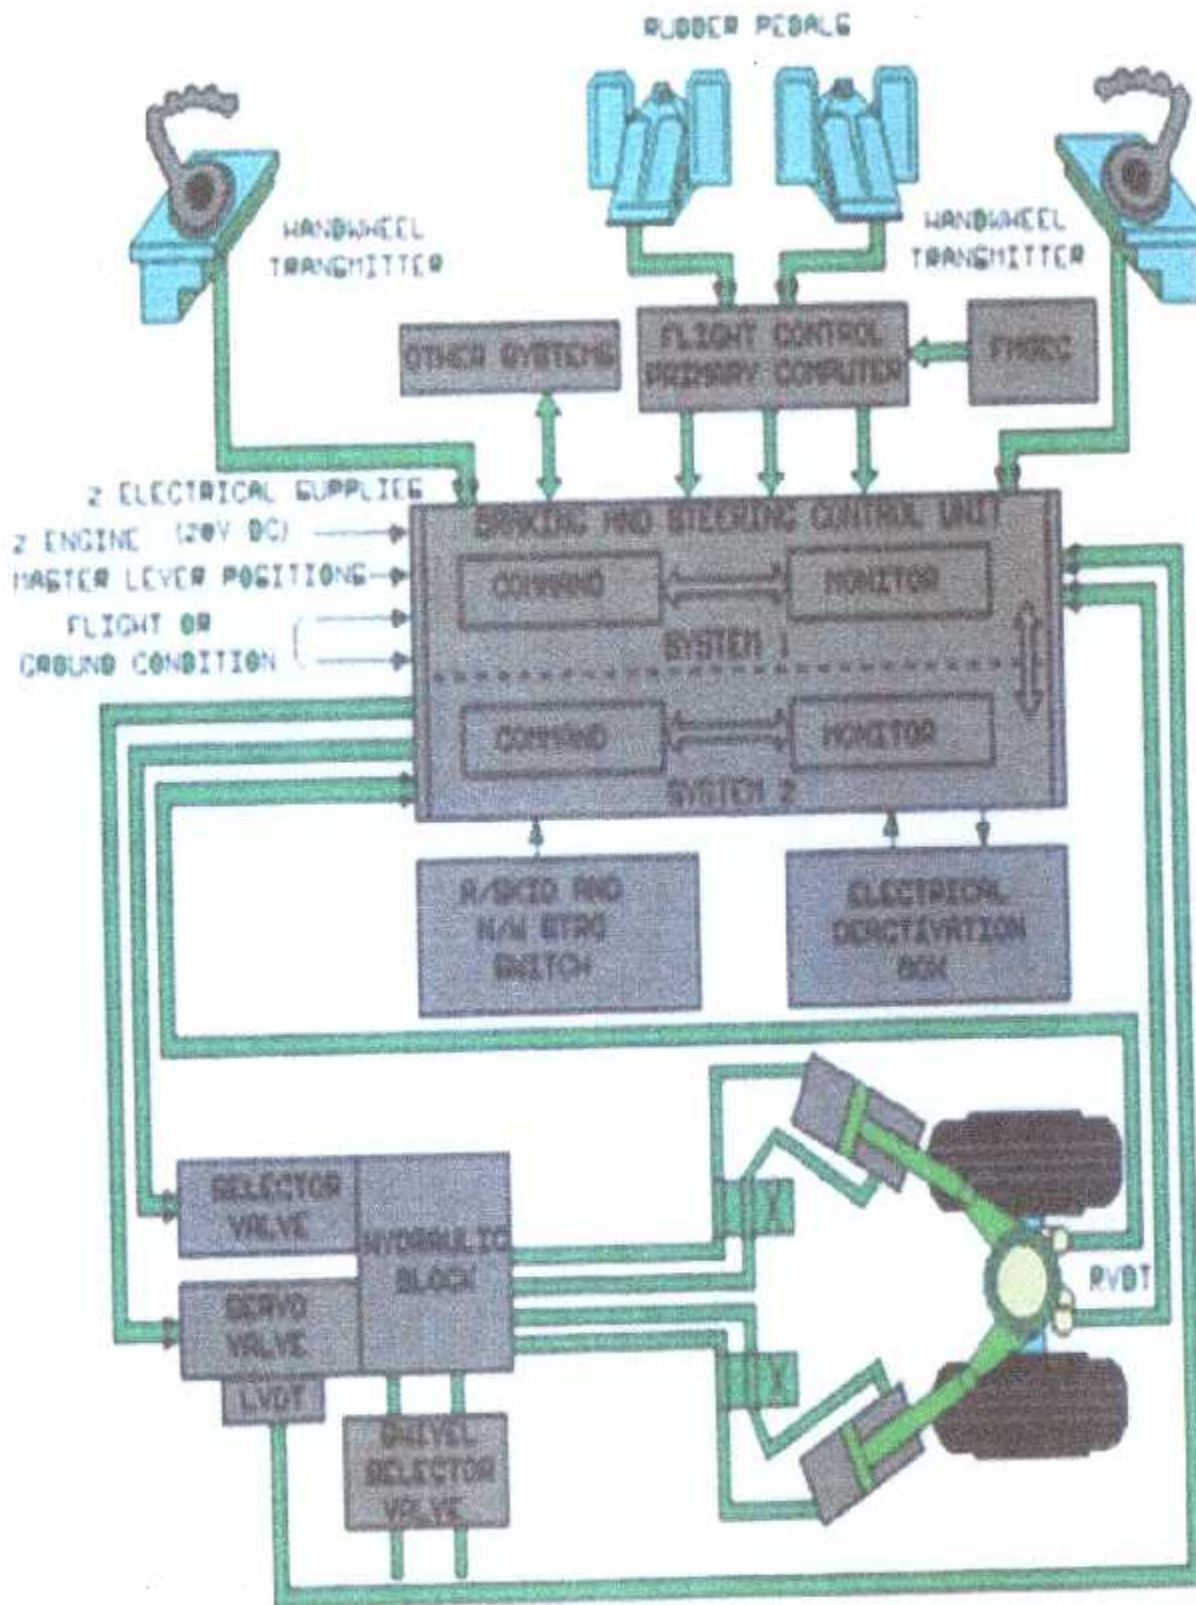 RUDDER PEDALS
HANDWHEEL
TRANSMITTER
HANDWHEEL
TRANSMITTER
OTHER SYSTEMS
FLIGHT CONTROL
PRIMARY COMPUTER
FMGEC
2 ELECTRICAL SUPPLIES
(28V DC)
2 ENGINE
MASTER LEVER POSITIONS
FLIGHT OR
GROUND CONDITION
BRAKING AND STEERING CONTROL UNIT
COMMAND
MONITOR
SYSTEM 1
COMMAND
MONITOR
SYSTEM 2
A/SKID AND
N/W STRG
SWITCH
ELECTRICAL
DEACTIVATION
BOX
SELECTOR
VALVE
HYDRAULIC
BLOCK
SERVO
VALVE
LVDT
SWIVEL
SELECTOR
VALVE
RVDT